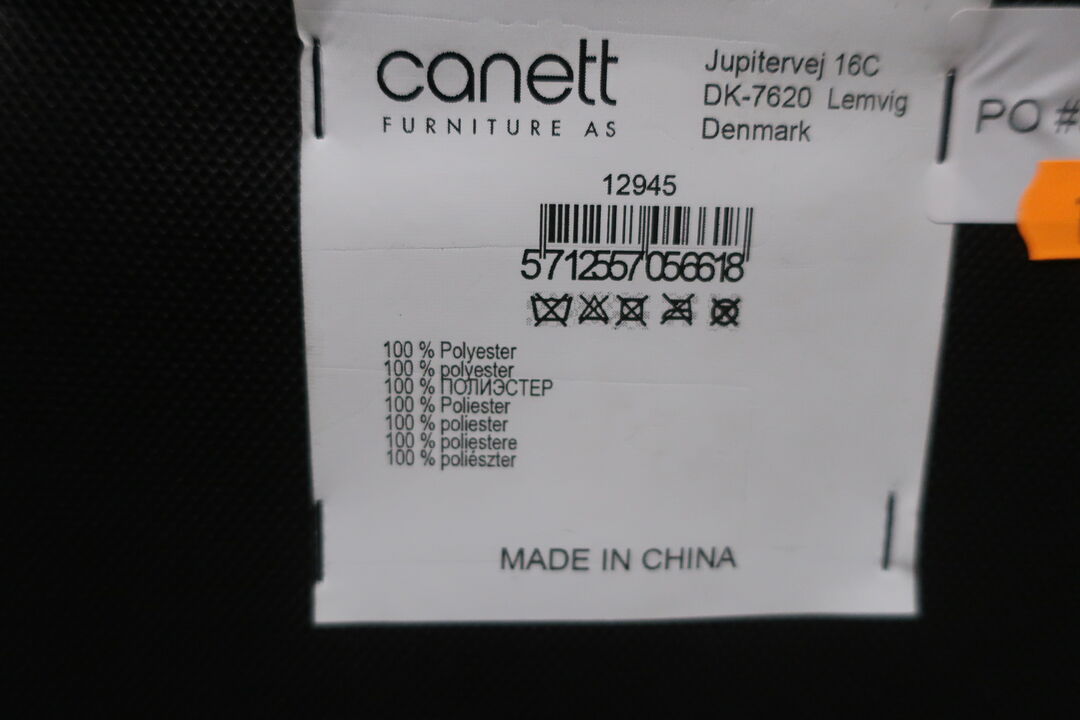 canett
FURNITURE AS
Jupitervej 16C
DK-7620 Lemvig
Denmark
PO #
12945
5712557056618
100 % Polyester
100 % polyester
100 % ПОЛИЭСТЕР
100 % Poliester
100 % poliester
100 % poliestere
100 % poliészter
MADE IN CHINA